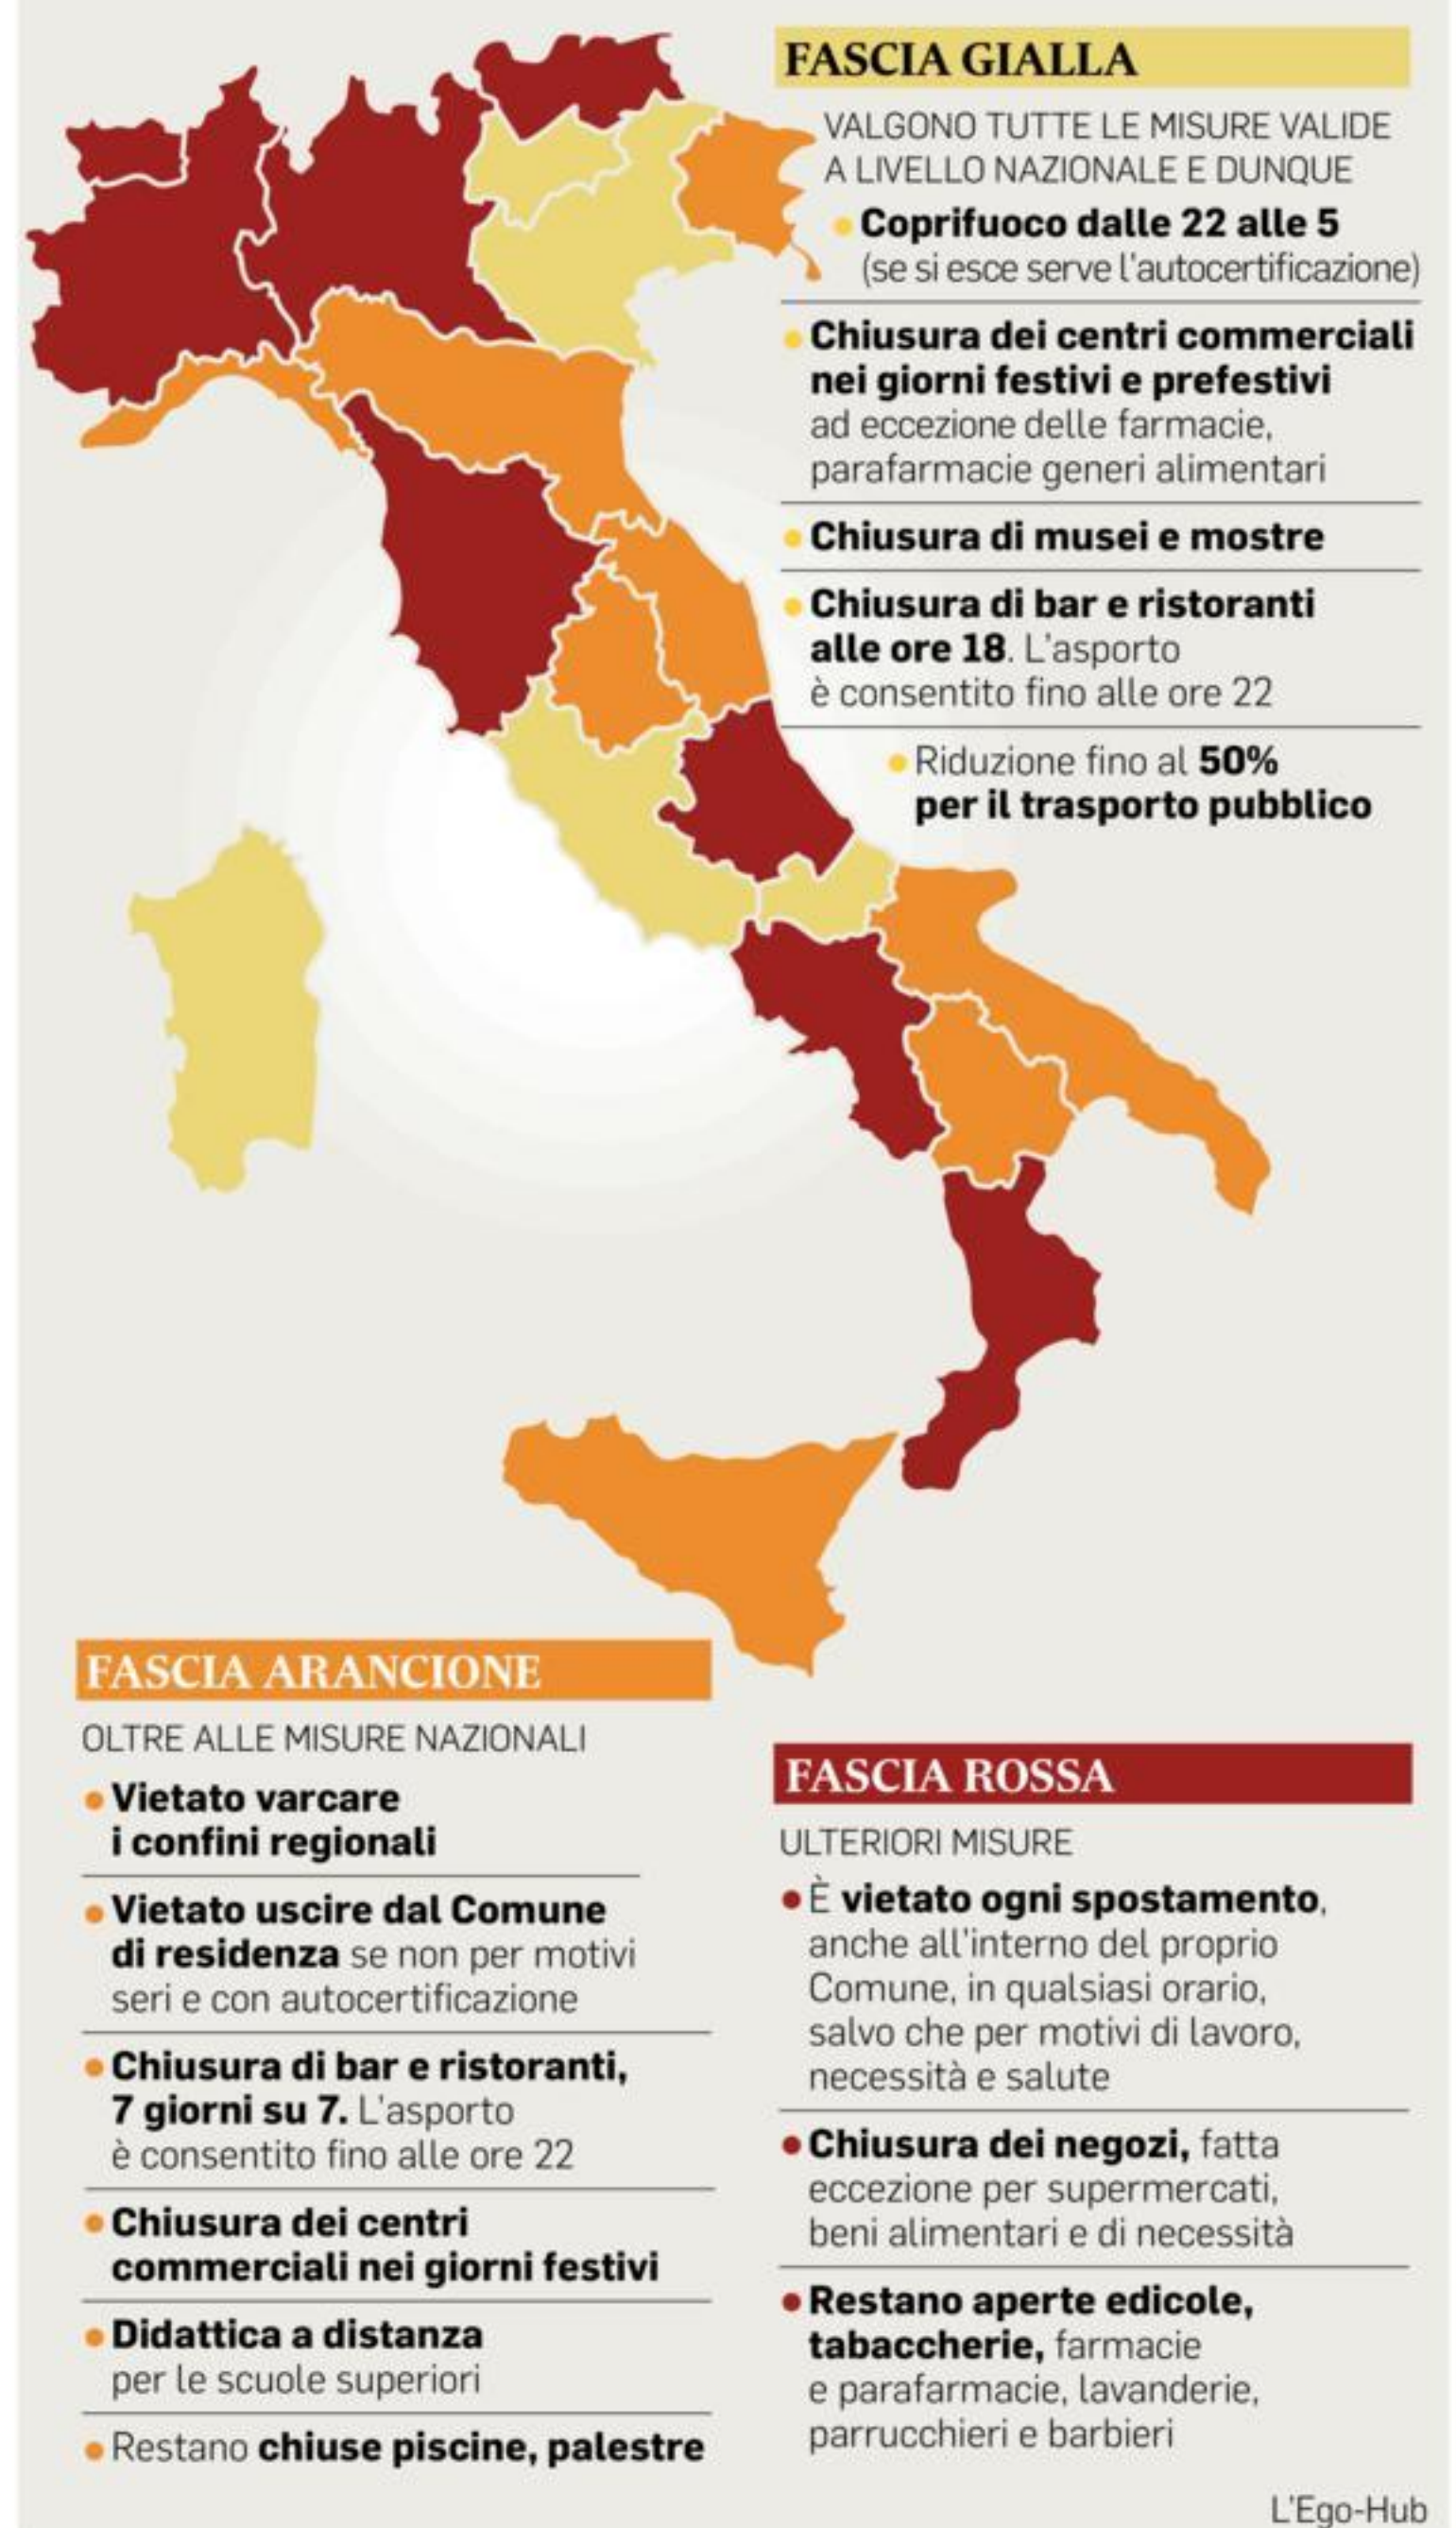 FASCIA GIALLA
VALGONO TUTTE LE MISURE VALIDE
A LIVELLO NAZIONALE E DUNQUE
Coprifuoco dalle 22 alle 5
(se si esce serve l'autocertificazione)
Chiusura dei centri commerciali
nei giorni festivi e prefestivi
ad eccezione delle farmacie,
parafarmacie generi alimentari
Chiusura di musei e mostre
Chiusura di bar e ristoranti
alle ore 18. L'asporto
è consentito fino alle ore 22
Riduzione fino al 50%
per il trasporto pubblico
FASCIA ARANCIONE
OLTRE ALLE MISURE NAZIONALI
Vietato varcare
i confini regionali
Vietato uscire dal Comune
di residenza se non per motivi
seri e con autocertificazione
Chiusura di bar e ristoranti,
7 giorni su 7. L'asporto
è consentito fino alle ore 22
Chiusura dei centri
commerciali nei giorni festivi
Didattica a distanza
per le scuole superiori
Restano chiuse piscine, palestre
FASCIA ROSSA
ULTERIORI MISURE
È vietato ogni spostamento,
anche all'interno del proprio
Comune, in qualsiasi orario,
salvo che per motivi di lavoro,
necessità e salute
Chiusura dei negozi, fatta
eccezione per supermercati,
beni alimentari e di necessità
Restano aperte edicole,
tabaccherie, farmacie
e parafarmacie, lavanderie,
parrucchieri e barbieri
L'Ego-Hub